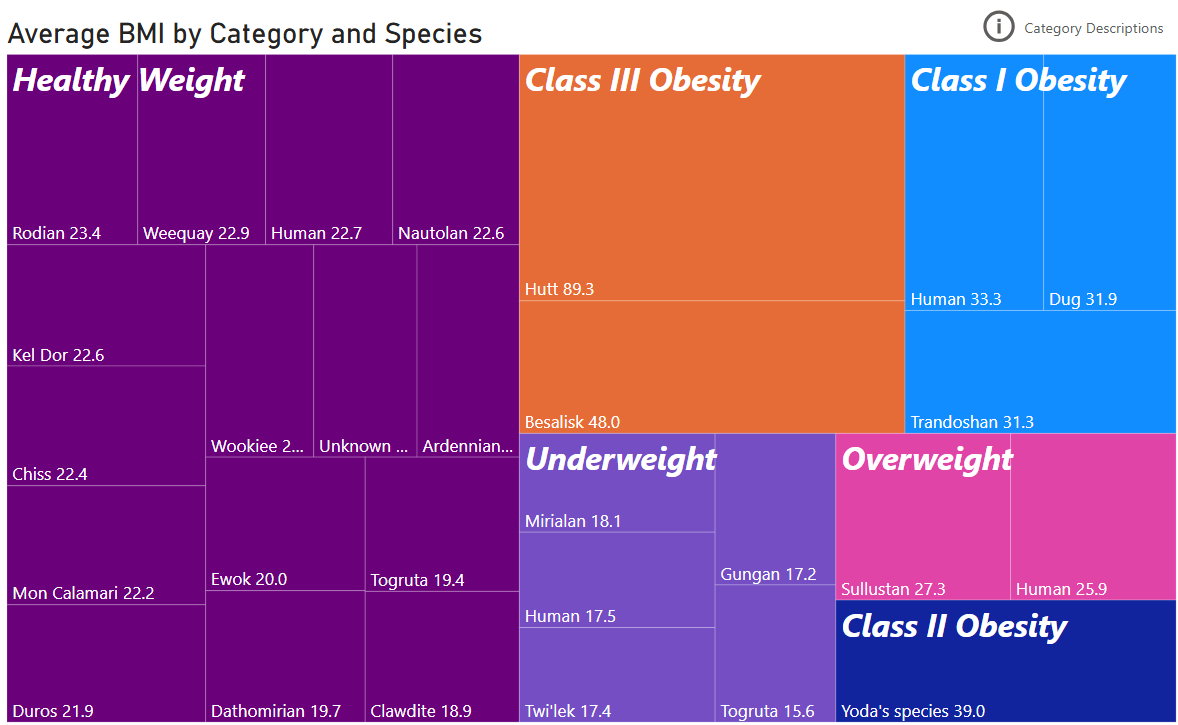 Average BMI by Category and Species
Category Descriptions
Healthy Weight
Rodian 23.4
Weequay 22.9
Human 22.7
Nautolan 22.6
Kel Dor 22.6
Chiss 22.4
Mon Calamari 22.2
Duros 21.9
Wookiee 2...
Unknown ...
Ardennian...
Ewok 20.0
Togruta 19.4
Dathomirian 19.7
Clawdite 18.9
Class III Obesity
Hutt 89.3
Besalisk 48.0
Class I Obesity
Human 33.3
Dug 31.9
Trandoshan 31.3
Underweight
Mirialan 18.1
Human 17.5
Twi'lek 17.4
Gungan 17.2
Togruta 15.6
Overweight
Sullustan 27.3
Human 25.9
Class II Obesity
Yoda's species 39.0